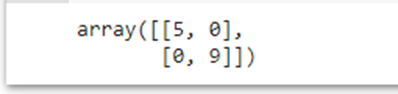 array([[5, 0],
       [0, 9]])